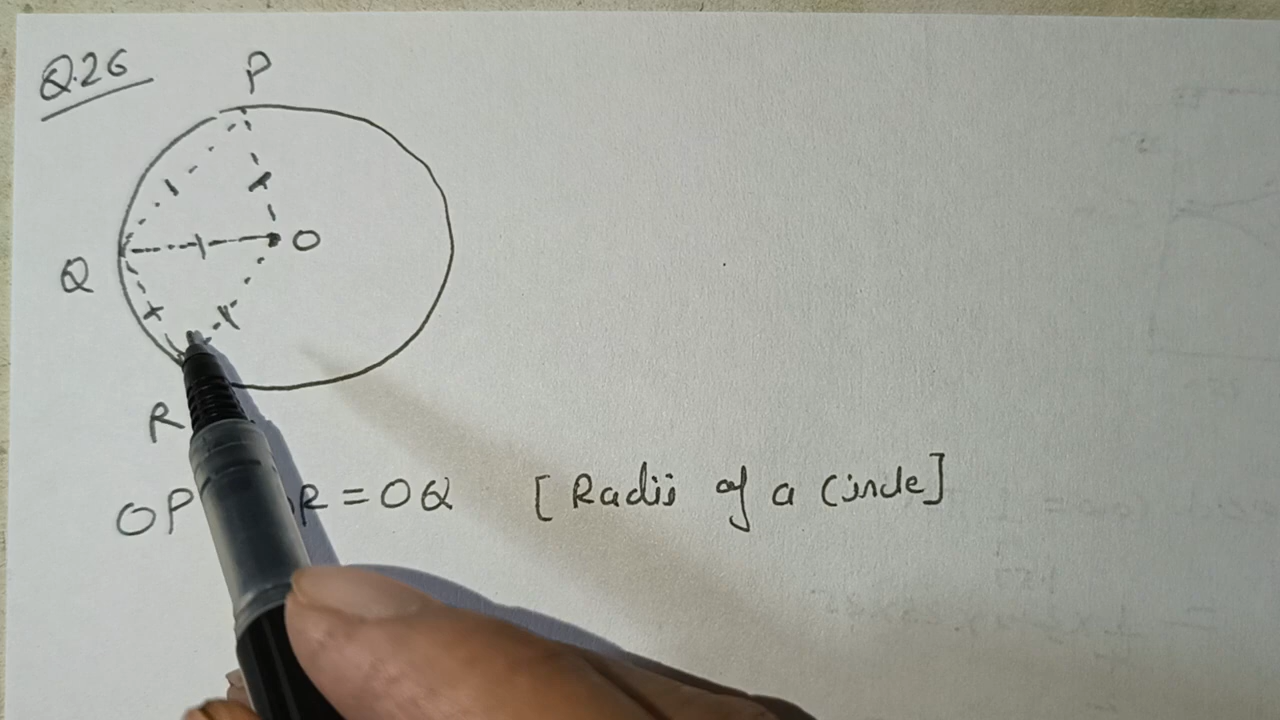 Q.26
P
O
Q
R
OP R = OQ [Radii of a Circle]